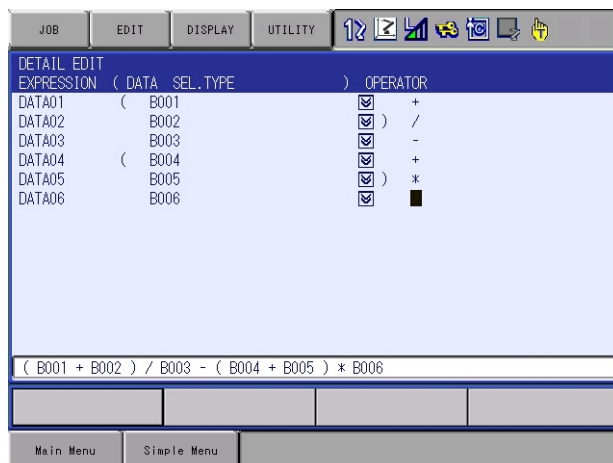 JOB EDIT DISPLAY UTILITY
DETAIL EDIT
EXPRESSION ( DATA SEL.TYPE ) OPERATOR
DATA01 ( B001 +
DATA02 B002 ) /
DATA03 B003 -
DATA04 ( B004 +
DATA05 B005 ) *
DATA06 B006
( B001 + B002 ) / B003 - ( B004 + B005 ) * B006
Main Menu Simple Menu